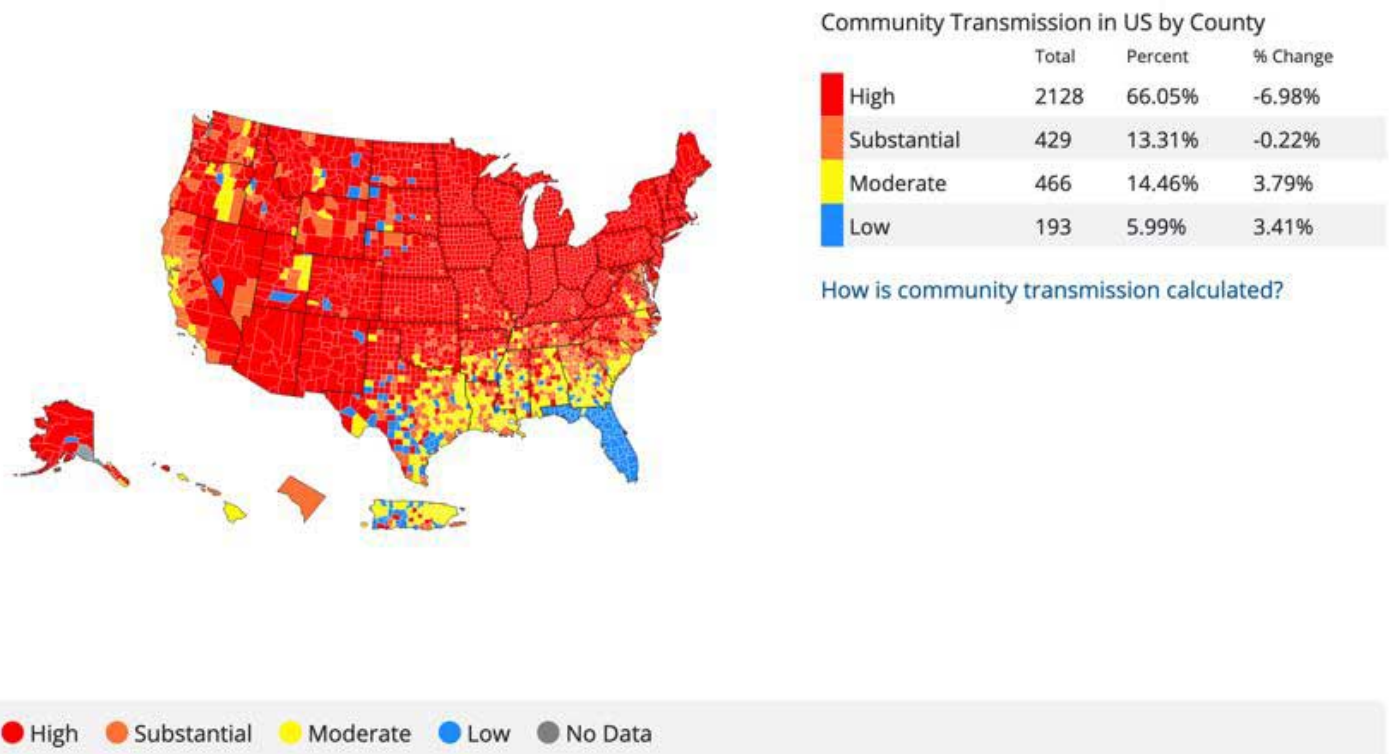 Community Transmission in US by County
Total Percent % Change
High 2128 66.05% -6.98%
Substantial 429 13.31% -0.22%
Moderate 466 14.46% 3.79%
Low 193 5.99% 3.41%
How is community transmission calculated?
High Substantial Moderate Low No Data